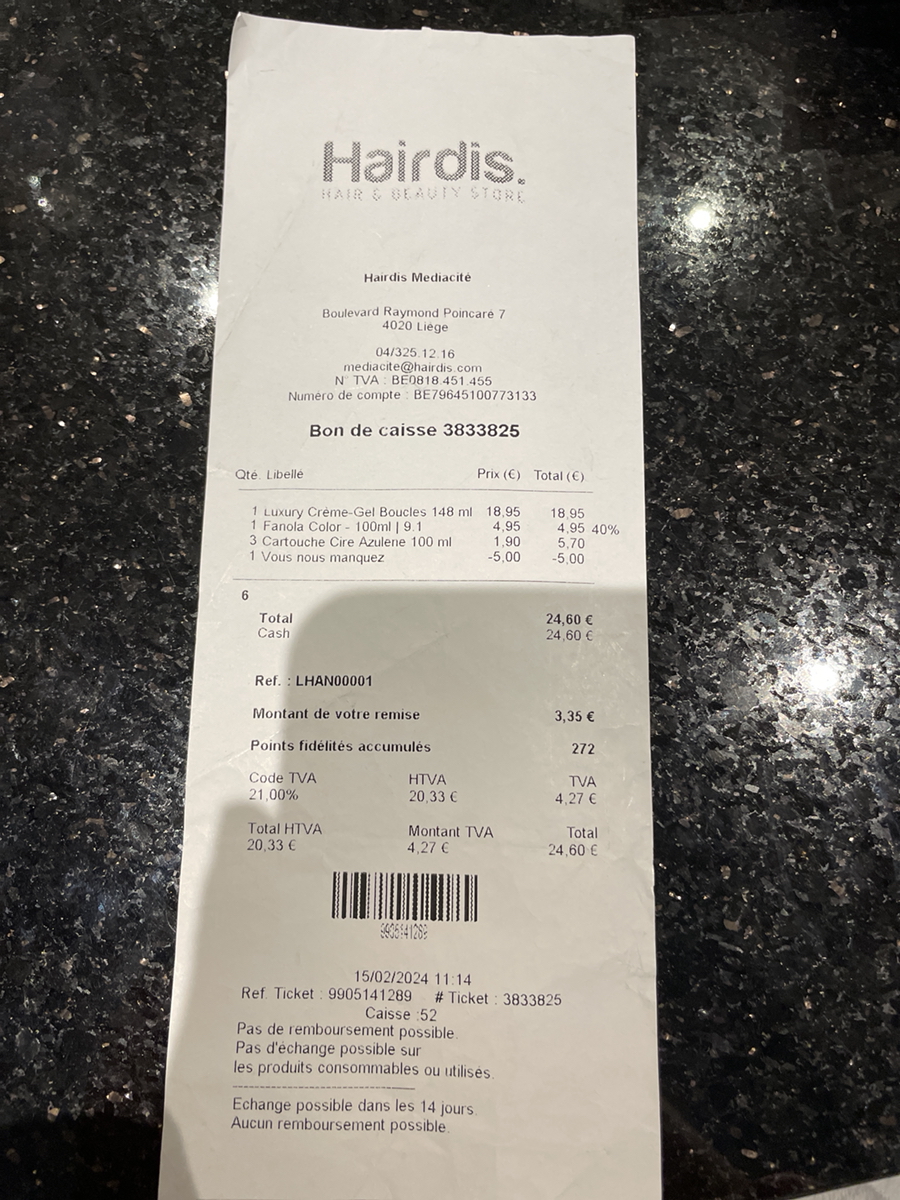 Hairdis.
HAIR & BEAUTY STORE
Hairdis Mediacité
Boulevard Raymond Poincaré 7
4020 Liège
04/325.12.16
mediacite@hairdis.com
N° TVA : BE0818.451.455
Numéro de compte : BE79645100773133
Bon de caisse 3833825
Qté. Libellé Prix (€) Total (€)
1 Luxury Crème-Gel Boucles 148 ml 18,95 18,95
1 Fanola Color - 100ml | 9.1 4,95 4,95 40%
3 Cartouche Cire Azulene 100 ml 1,90 5,70
1 Vous nous manquez -5,00 -5,00
6
Total 24,60 €
Cash 24,60 €
Ref. : LHAN00001
Montant de votre remise 3,35 €
Points fidélités accumulés 272
Code TVA HTVA TVA
21,00% 20,33 € 4,27 €
Total HTVA Montant TVA Total
20,33 € 4,27 € 24,60 €
15/02/2024 11:14
Ref. Ticket : 9905141289 # Ticket : 3833825
Caisse :52
Pas de remboursement possible.
Pas d'échange possible sur
les produits consommables ou utilisés.
Echange possible dans les 14 jours.
Aucun remboursement possible.